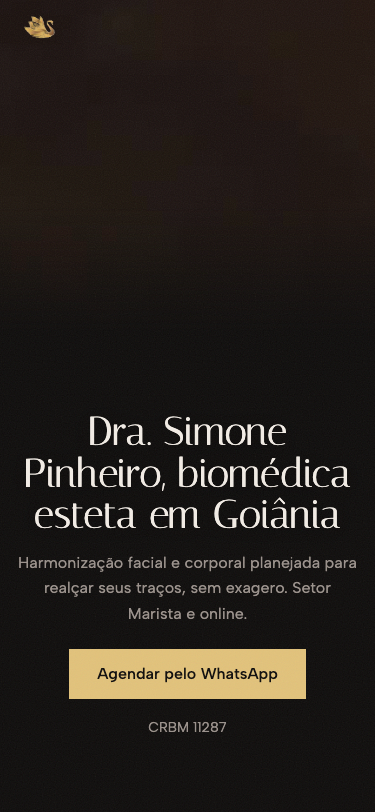 Dra. Simone
Pinheiro, biomédica
esteta em Goiânia
Harmonização facial e corporal planejada para
realçar seus traços, sem exagero. Setor
Marista e online.
Agendar pelo WhatsApp
CRBM 11287